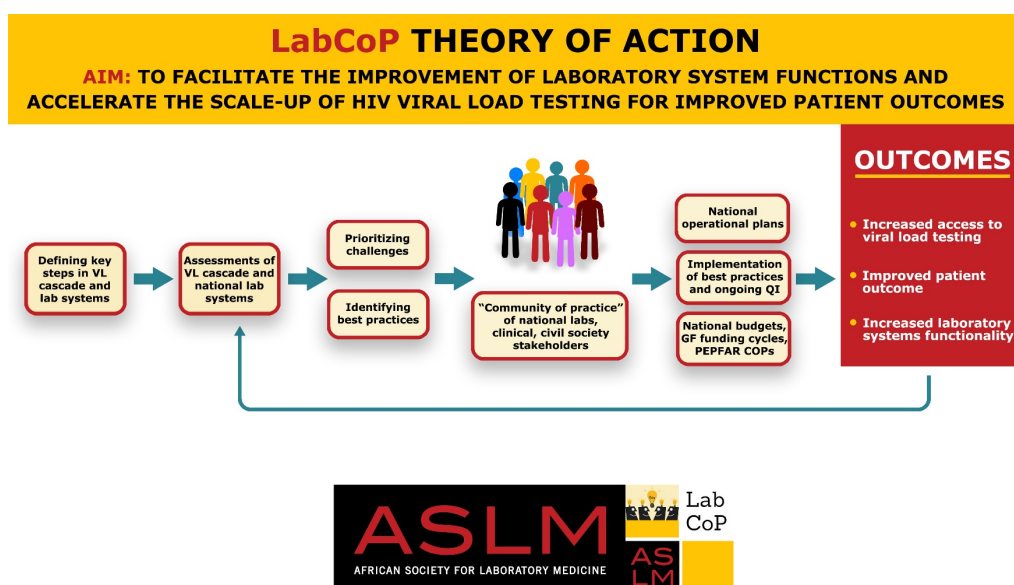 LabCoP THEORY OF ACTION
AIM: TO FACILITATE THE IMPROVEMENT OF LABORATORY SYSTEM FUNCTIONS AND
ACCELERATE THE SCALE-UP OF HIV VIRAL LOAD TESTING FOR IMPROVED PATIENT OUTCOMES
Defining key
steps in VL
cascade and
lab systems
Assessments of
VL cascade and
national lab
systems
Prioritizing
challenges
Identifying
best practices
“Community of practice”
of national labs,
clinical, civil society
stakeholders
National
operational plans
Implementation
of best practices
and ongoing QI
National budgets,
GF funding cycles,
PEPFAR COPs
OUTCOMES
• Increased access to
viral load testing
• Improved patient
outcome
• Increased laboratory
systems functionality
ASLM
AFRICAN SOCIETY FOR LABORATORY MEDICINE
Lab
CoP
AS
LM